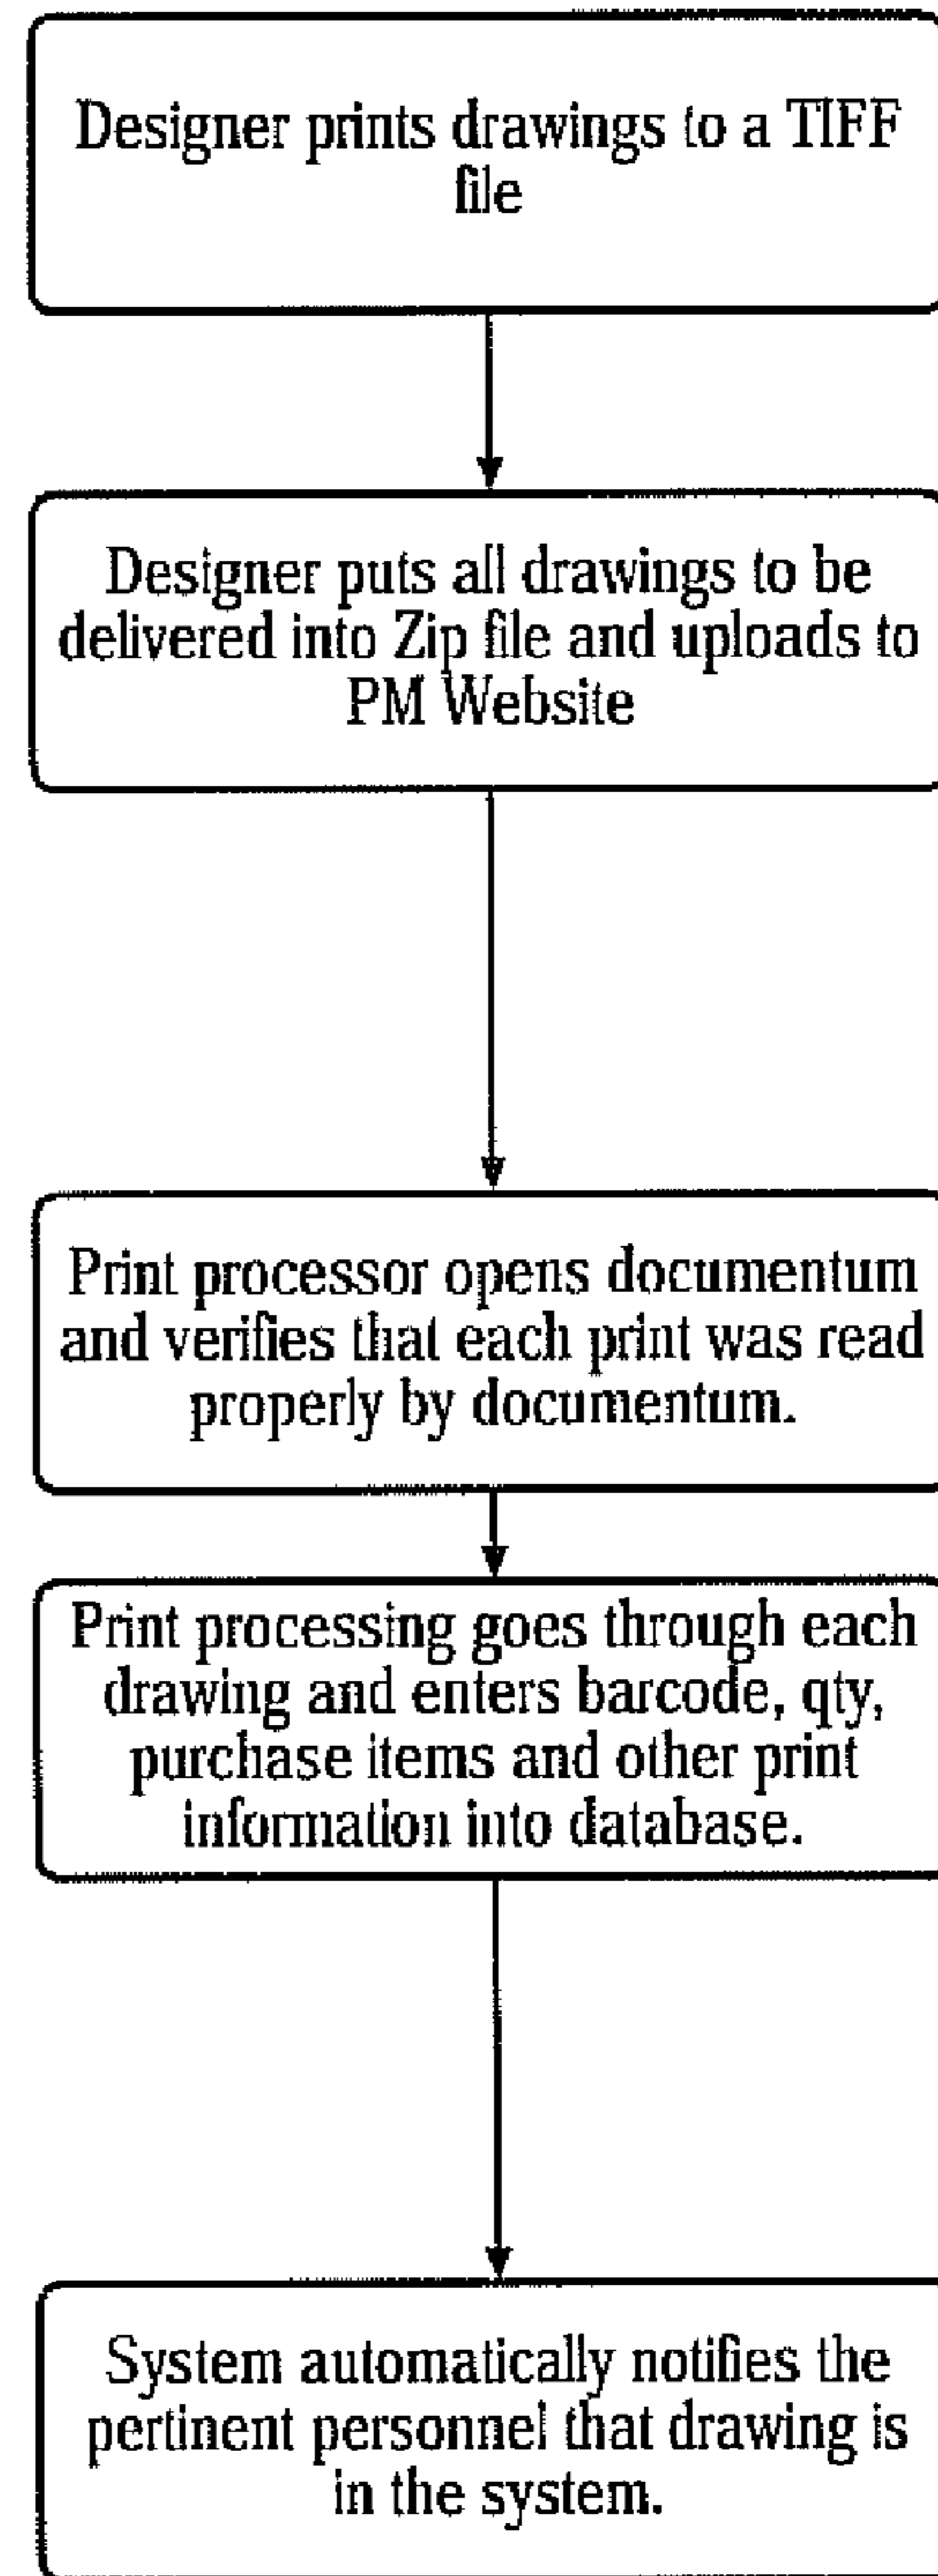 Designer prints drawings to a TIFF
file
Designer puts all drawings to be
delivered into Zip file and uploads to
PM Website
Print processor opens documentum
and verifies that each print was read
properly by documentum.
Print processing goes through each
drawing and enters barcode, qty,
purchase items and other print
information into database.
System automatically notifies the
pertinent personnel that drawing is
in the system.